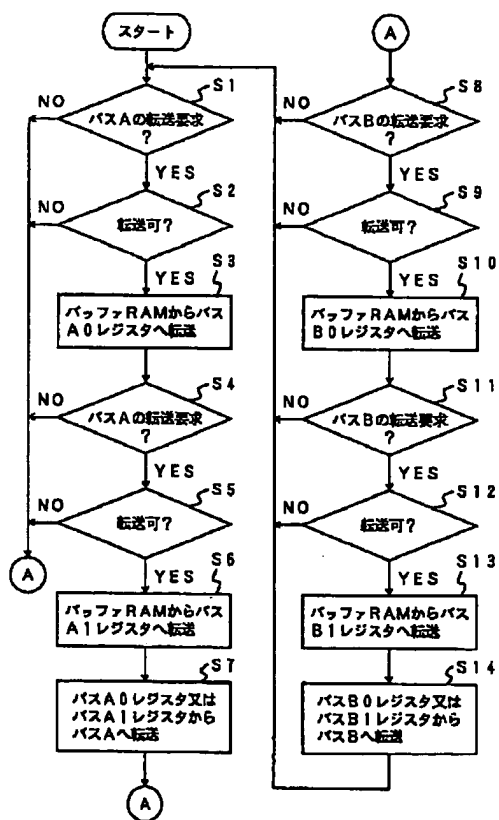 スタート
S1
バスAの転送要求
?
NO
YES
S2
転送可?
NO
YES
S3
バッファRAMからバス
A0レジスタへ転送
S4
バスAの転送要求
?
NO
YES
S5
転送可?
NO
YES
A
S6
バッファRAMからバス
A1レジスタへ転送
S7
バスA0レジスタ又は
バスA1レジスタから
バスAへ転送
A
A
S8
バスBの転送要求
?
NO
YES
S9
転送可?
NO
YES
S10
バッファRAMからバス
B0レジスタへ転送
S11
バスBの転送要求
?
NO
YES
S12
転送可?
NO
YES
S13
バッファRAMからバス
B1レジスタへ転送
S14
バスB0レジスタ又は
バスB1レジスタから
バスBへ転送